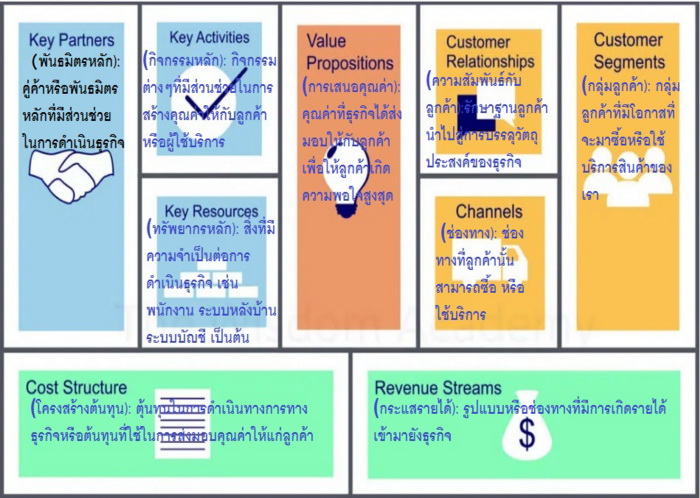 Key Partners
(พันธมิตรหลัก):
คู่ค้าหรือพันธมิตร
หลักที่มีส่วนช่วย
ในการดำเนินธุรกิจ
Key Activities
(กิจกรรมหลัก): กิจกรรม
ต่างๆที่มีส่วนช่วยในการ
สร้างคุณค่าให้กับลูกค้า
หรือผู้ใช้บริการ
Key Resources
(ทรัพยากรหลัก): สิ่งที่มี
ความจำเป็นต่อการ
ดำเนินธุรกิจ เช่น
พนักงาน ระบบหลังบ้าน
ระบบบัญชี เป็นต้น
Value
Propositions
(การเสนอคุณค่า):
คุณค่าที่ธุรกิจได้ส่ง
มอบให้กับลูกค้า
เพื่อให้ลูกค้าเกิด
ความพอใจสูงสุด
Customer
Relationships
(ความสัมพันธ์กับ
ลูกค้า):รักษาฐานลูกค้า
นำไปสู่การบรรลุวัตถุ
ประสงค์ของธุรกิจ
Channels
(ช่องทาง): ช่อง
ทางที่ลูกค้านั้น
สามารถซื้อ หรือ
ใช้บริการ
Customer
Segments
(กลุ่มลูกค้า): กลุ่ม
ลูกค้าที่มีโอกาสที่
จะมาซื้อหรือใช้
บริการสินค้าของ
เรา
Cost Structure
(โครงสร้างต้นทุน): ต้นทุนในการดำเนินทางการทาง
ธุรกิจหรือต้นทุนที่ใช้ในการส่งมอบคุณค่าให้แก่ลูกค้า
Revenue Streams
(กระแสรายได้): รูปแบบหรือช่องทางที่มีการเกิดรายได้
เข้ามายังธุรกิจ
$